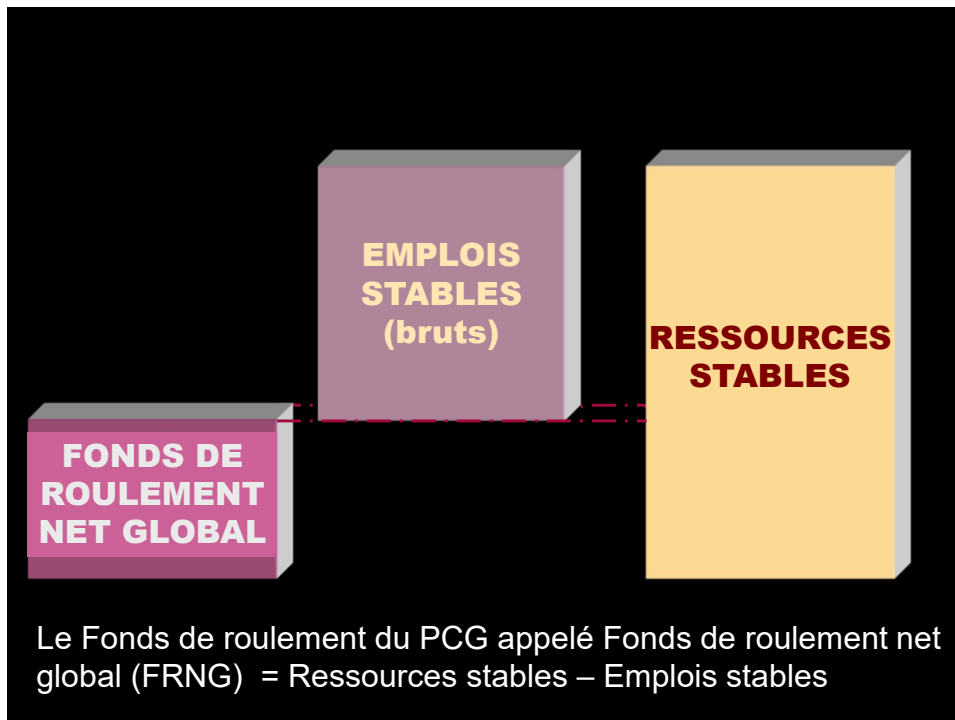 EMPLOIS
STABLES
(bruts)
RESSOURCES
STABLES
FONDS DE
ROULEMENT
NET GLOBAL
Le Fonds de roulement du PCG appelé Fonds de roulement net
global (FRNG)  = Ressources stables – Emplois stables